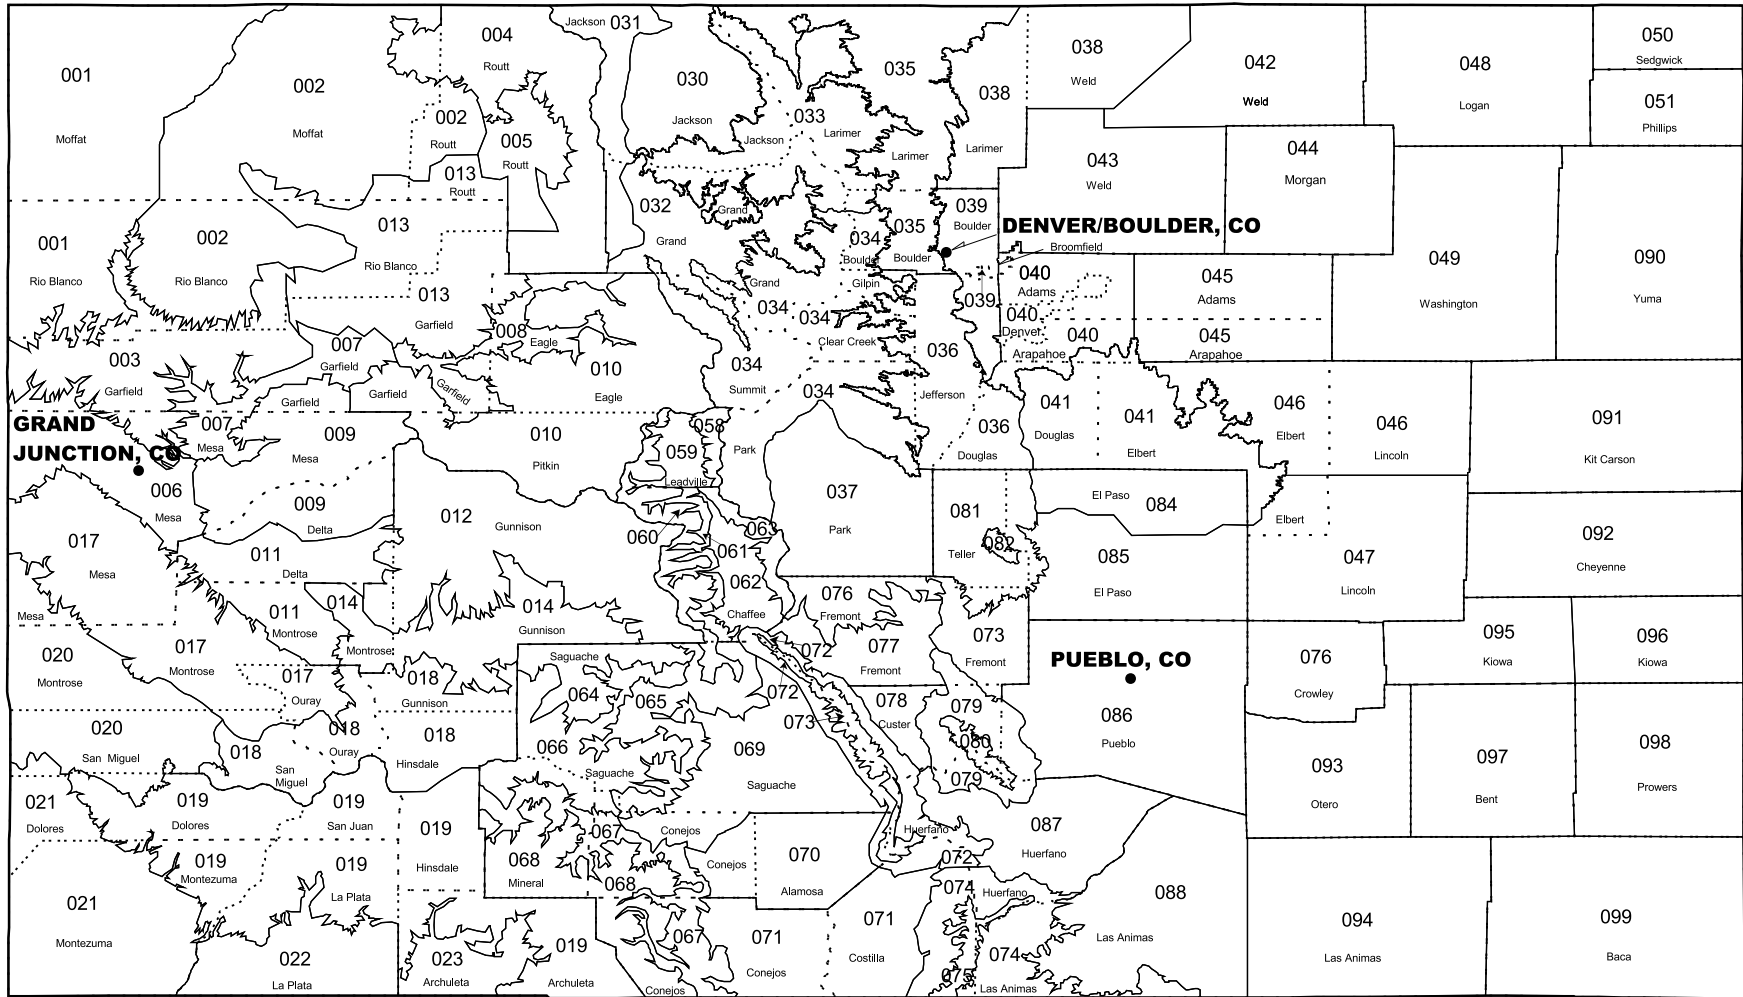 Jackson 031
004
Routt
038
Weld
050
Sedgwick
001
Moffat
002
Moffat
030
Jackson
035
042
Weld
048
Logan
038
Larimer
051
Phillips
002
Routt
005
Routt
033
Jackson
Larimer
Larimer
013
Routt
043
Weld
044
Morgan
032
Grand
Grand
039
Boulder
DENVER/BOULDER, CO
Broomfield
001
Rio Blanco
002
Rio Blanco
013
Rio Blanco
034
Boulder
035
Boulder
049
Washington
090
Yuma
013
Garfield
Grand
034
Gilpin
034
Clear Creek
039
040
Adams
040
Denver
040
Arapahoe
045
Adams
045
Arapahoe
003
Garfield
007
Garfield
008
Eagle
010
Eagle
034
Summit
034
036
Jefferson
Garfield
Garfield
Garfield
GRAND
JUNCTION, CO
007
Mesa
009
Mesa
010
Pitkin
058
059
Leadville
Park
036
Douglas
041
Douglas
041
Elbert
046
Elbert
046
Lincoln
091
Kit Carson
006
Mesa
009
Delta
012
Gunnison
037
Park
081
Teller
082
El Paso
084
Elbert
092
Cheyenne
017
Mesa
011
Delta
060
061
063
062
Chaffee
085
El Paso
047
Lincoln
Mesa
011
Montrose
014
Montrose
014
Gunnison
076
Fremont
077
Fremont
073
Fremont
095
Kiowa
096
Kiowa
020
Montrose
017
Montrose
017
Ouray
018
Gunnison
Saguache
064
065
072
072
073
PUEBLO, CO
076
Crowley
020
San Miguel
018
San
Miguel
018
Ouray
018
Hinsdale
066
Saguache
069
Saguache
078
Custer
079
080
079
086
Pueblo
093
Otero
097
Bent
098
Prowers
021
Dolores
019
Dolores
019
San Juan
019
Hinsdale
067
Conejos
Huerfano
087
Huerfano
019
Montezuma
019
La Plata
068
Mineral
068
Conejos
070
Alamosa
072
074
Huerfano
021
Montezuma
022
La Plata
023
Archuleta
019
Archuleta
067
Conejos
071
Conejos
071
Costilla
075
074
Las Animas
088
Las Animas
094
Las Animas
099
Baca